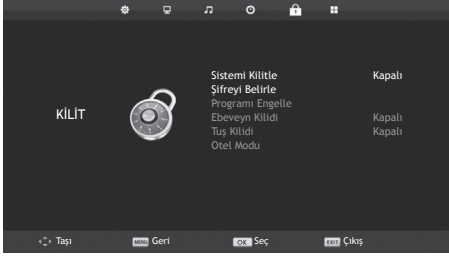 Sistemi Kilitle Kapalı
Şifreyi Belirle
Programı Engelle
KİLİT
Ebeveyn Kilidi Kapalı
Tuş Kilidi Kapalı
Otel Modu
Taşı MENU Geri OK Seç EXIT Çıkış